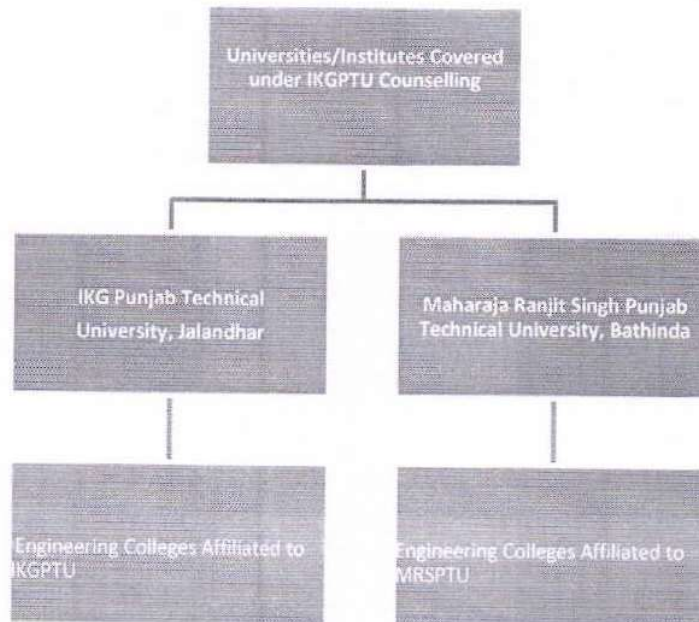 Universities/Institutes Covered
under IKGPTU Counselling
IKG Punjab Technical
University, Jalandhar
Maharaja Ranjit Singh Punjab
Technical University, Bathinda
Engineering Colleges Affiliated to
IKGPTU
Engineering Colleges Affiliated to
MRSPTU